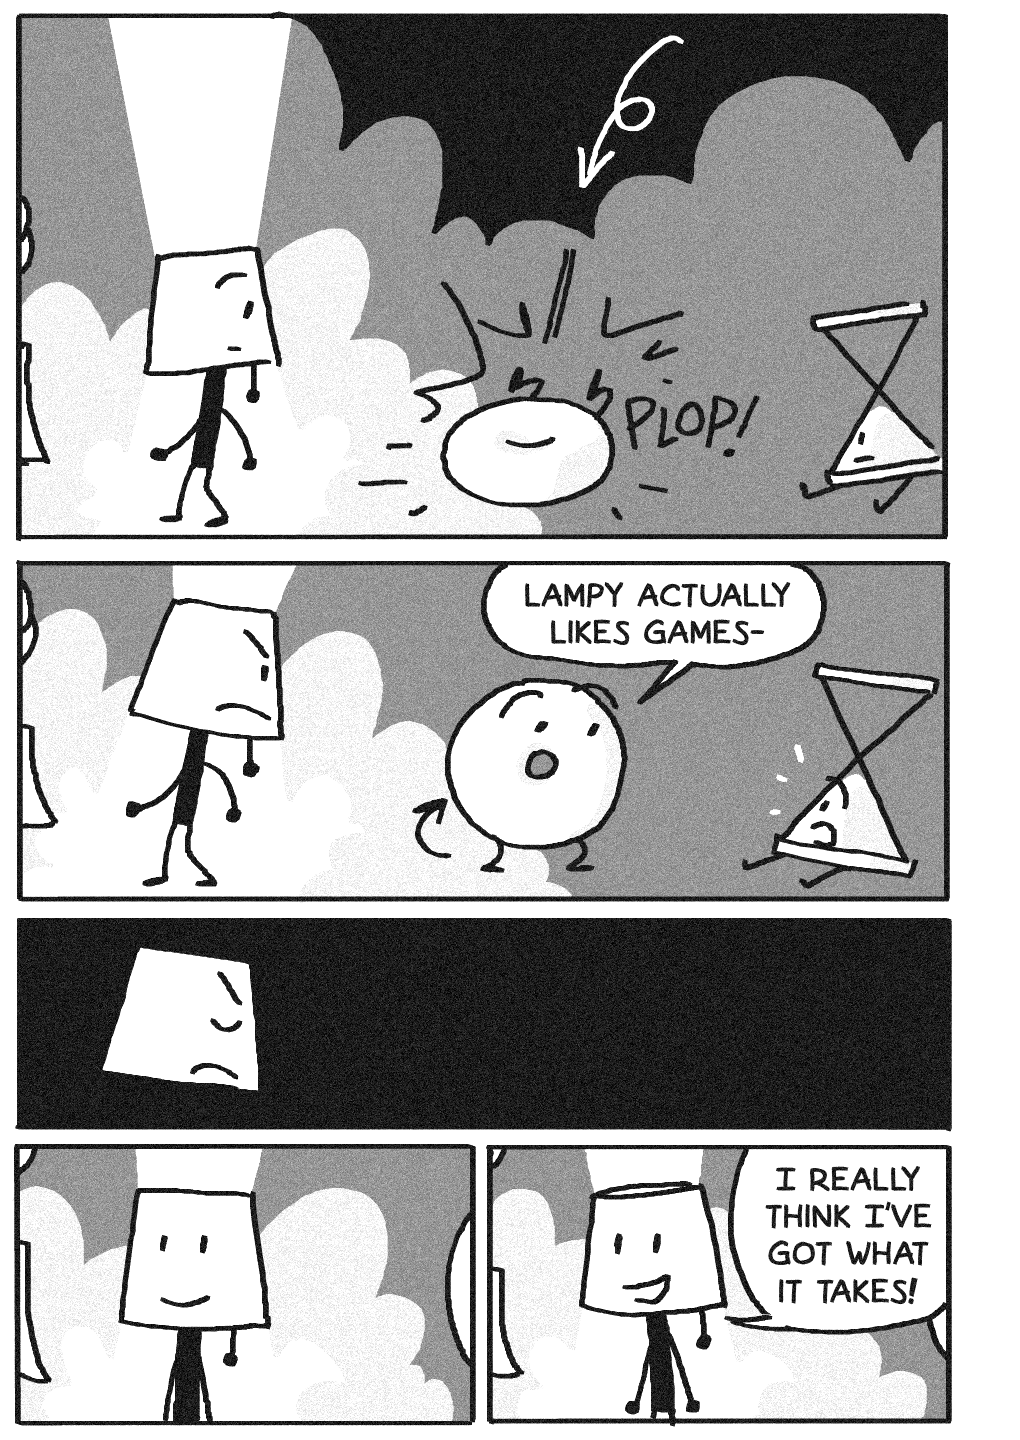 PLOP!
LAMPY ACTUALLY
LIKES GAMES-
I REALLY
THINK I'VE
GOT WHAT
IT TAKES!